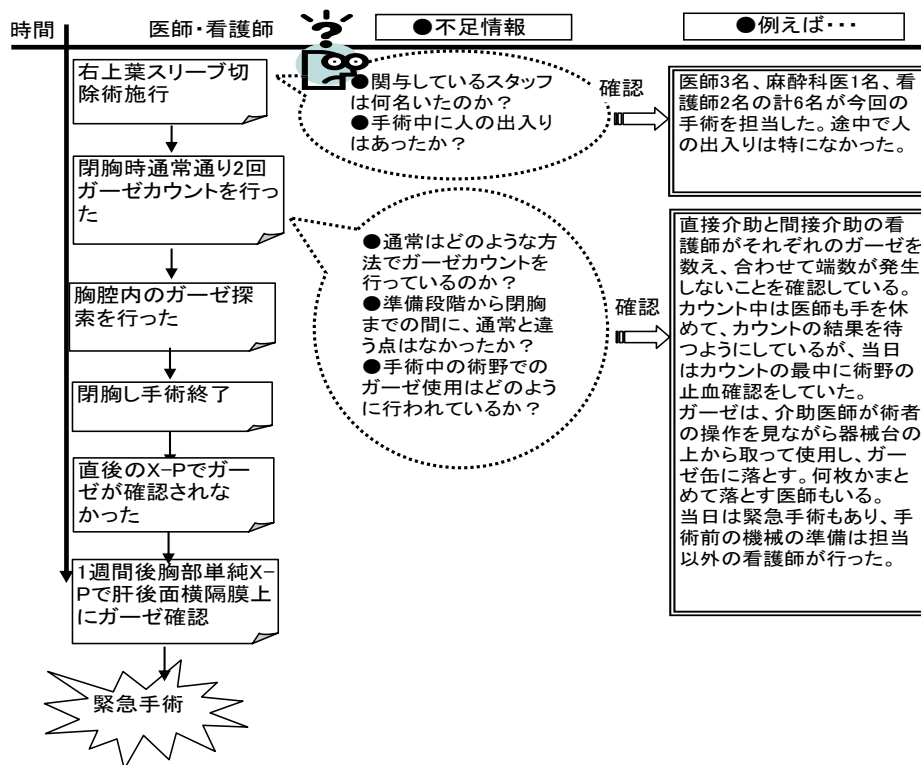 時間
医師・看護師
●不足情報
●例えば・・・
右上葉スリーブ切
除術施行
●関与しているスタッフ
は何名いたのか？
●手術中に人の出入り
はあったか？
確認
医師3名、麻酔科医1名、看
護師2名の計6名が今回の
手術を担当した。途中で人
の出入りは特になかった。
閉胸時通常通り2回
ガーゼカウントを行っ
た
●通常はどのような方
法でガーゼカウントを
行っているのか？
●準備段階から閉胸
までの間に、通常と違
う点はなかったか？
●手術中の術野での
ガーゼ使用はどのよう
に行われているか？
確認
直接介助と間接介助の看
護師がそれぞれのガーゼを
数え、合わせて端数が発生
しないことを確認している。
カウント中は医師も手を休
めて、カウントの結果を待
つようにしているが、当日
はカウントの最中に術野の
止血確認をしていた。
ガーゼは、介助医師が術者
の操作を見ながら器械台の
上から取って使用し、ガー
ゼ缶に落とす。何枚かまと
めて落とす医師もいる。
当日は緊急手術もあり、手
術前の機械の準備は担当
以外の看護師が行った。
胸腔内のガーゼ探
索を行った
閉胸し手術終了
直後のX-Pでガー
ゼが確認されな
かった
1週間後胸部単純X-
Pで肝後面横隔膜上
にガーゼ確認
緊急手術